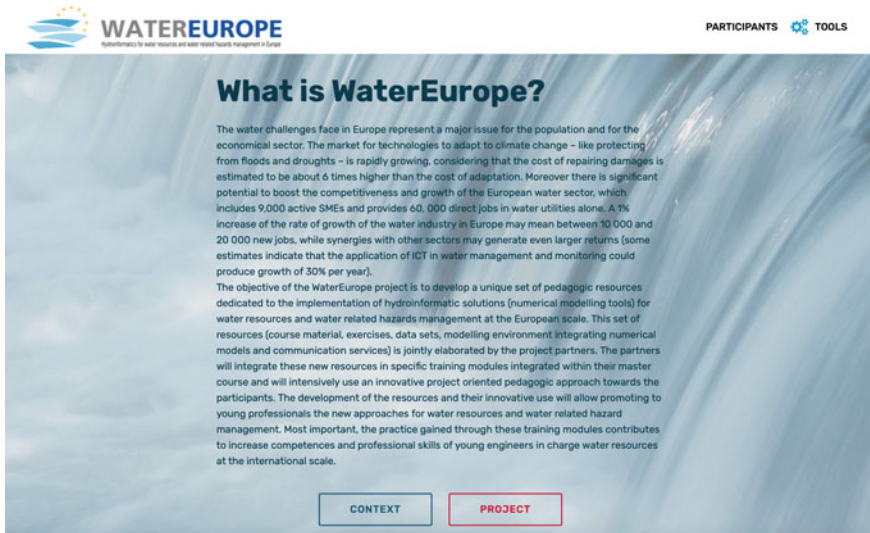 WATEREUROPE
Hydroinformatics for water resources and water related hazards management in Europe
PARTICIPANTS TOOLS
What is WaterEurope?
The water challenges face in Europe represent a major issue for the population and for the
economical sector. The market for technologies to adapt to climate change – like protecting
from floods and droughts – is rapidly growing, considering that the cost of repairing damages is
estimated to be about 6 times higher than the cost of adaptation. Moreover there is significant
potential to boost the competitiveness and growth of the European water sector, which
includes 9,000 active SMEs and provides 60, 000 direct jobs in water utilities alone. A 1%
increase of the rate of growth of the water industry in Europe may mean between 10 000 and
20 000 new jobs, while synergies with other sectors may generate even larger returns (some
estimates indicate that the application of ICT in water management and monitoring could
produce growth of 30% per year).
The objective of the WaterEurope project is to develop a unique set of pedagogic resources
dedicated to the implementation of hydroinformatic solutions (numerical modelling tools) for
water resources and water related hazards management at the European scale. This set of
resources (course material, exercises, data sets, modelling environment integrating numerical
models and communication services) is jointly elaborated by the project partners. The partners
will integrate these new resources in specific training modules integrated within their master
course and will intensively use an innovative project oriented pedagogic approach towards the
participants. The development of the resources and their innovative use will allow promoting to
young professionals the new approaches for water resources and water related hazard
management. Most important, the practice gained through these training modules contributes
to increase competences and professional skills of young engineers in charge water resources
at the international scale.
CONTEXT PROJECT